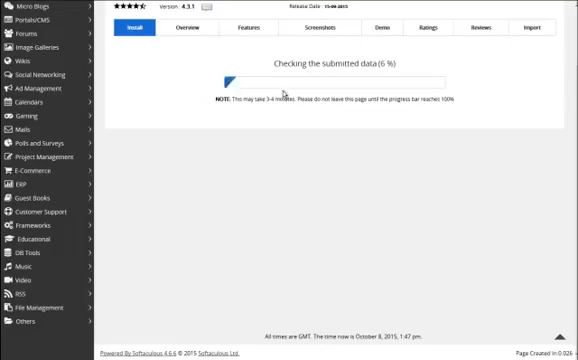 Micro Blogs
Portals/CMS
Forums
Image Galleries
Wikis
Social Networking
Ad Management
Calendars
Gaming
Mails
Polls and Surveys
Project Management
E-Commerce
ERP
Guest Books
Customer Support
Frameworks
Educational
DB Tools
Music
Video
RSS
File Management
Others
Version : 4.3.1
Release Date : 15-09-2015
Install
Overview
Features
Screenshots
Demo
Ratings
Reviews
Import
Checking the submitted data (6 %)
NOTE: This may take 3-4 minutes. Please do not leave this page until the progress bar reaches 100%
All times are GMT. The time now is October 8, 2015, 1:47 pm.
Powered By Softaculous 4.6.6 © 2015 Softaculous Ltd.
Page Created In:0.026